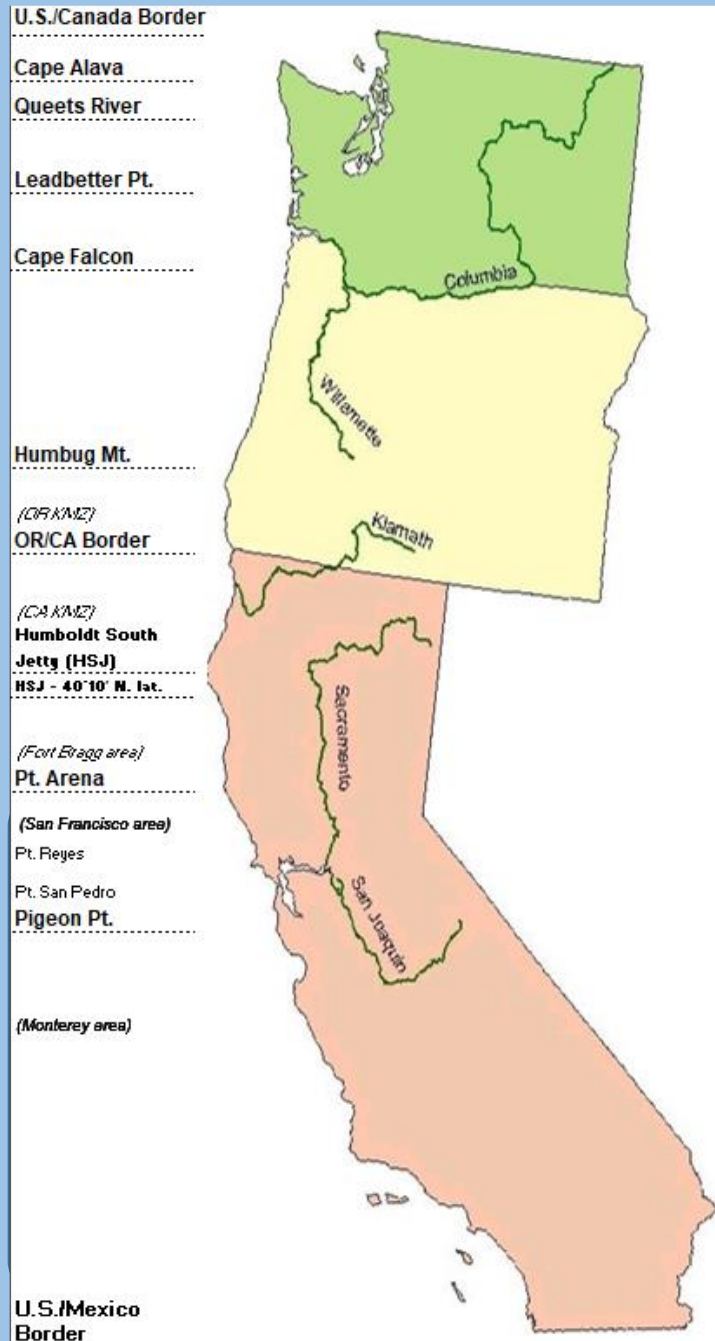 U.S./Canada Border
Cape Alava
Queets River
Leadbetter Pt.
Cape Falcon
Columbia
Willamette
Humbug Mt.
(OR KMZ)
Klamath
OR/CA Border
(CA KMZ)
Humboldt South
Jetty (HSJ)
HSJ - 40°10' N. lat.
Sacramento
(Fort Bragg area)
Pt. Arena
(San Francisco area)
Pt. Reyes
Pt. San Pedro
San Joaquin
Pigeon Pt.
(Monterey area)
U.S./Mexico
Border